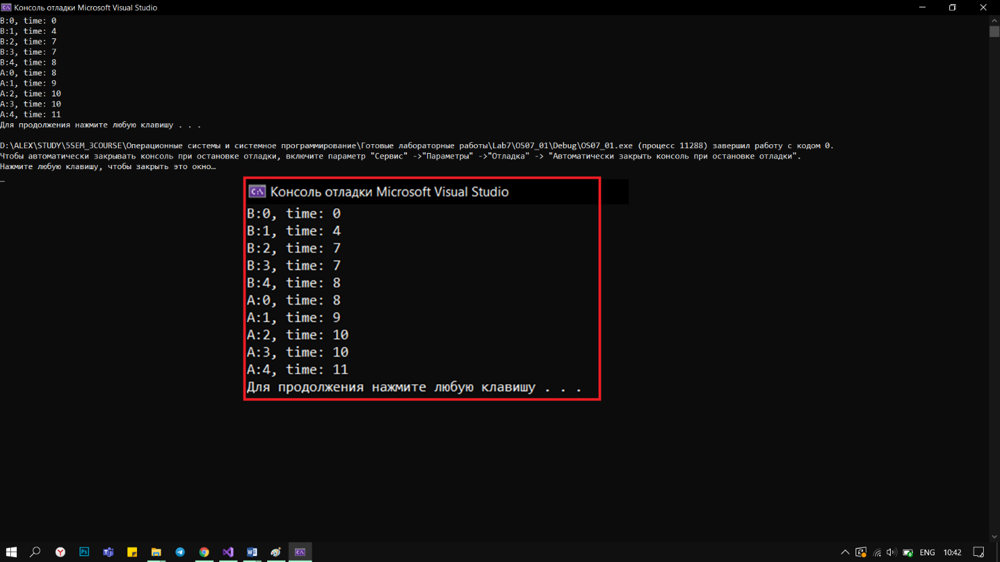 Консоль отладки Microsoft Visual Studio
B:0, time: 0
B:1, time: 4
B:2, time: 7
B:3, time: 7
B:4, time: 8
A:0, time: 8
A:1, time: 9
A:2, time: 10
A:3, time: 10
A:4, time: 11
Для продолжения нажмите любую клавишу . . .
D:\ALEX\STUDY\5SEM_3COURSE\Операционные системы и системное программирование\Готовые лабораторные работы\Lab7\OS07_01\Debug\OS07_01.exe (процесс 11288) завершил работу с кодом 0.
Чтобы автоматически закрывать консоль при остановке отладки, включите параметр "Сервис" ->"Параметры" ->"Отладка" -> "Автоматически закрыть консоль при остановке отладки".
Нажмите любую клавишу, чтобы закрыть это окно…
Консоль отладки Microsoft Visual Studio
B:0, time: 0
B:1, time: 4
B:2, time: 7
B:3, time: 7
B:4, time: 8
A:0, time: 8
A:1, time: 9
A:2, time: 10
A:3, time: 10
A:4, time: 11
Для продолжения нажмите любую клавишу . . .
ENG 10:42